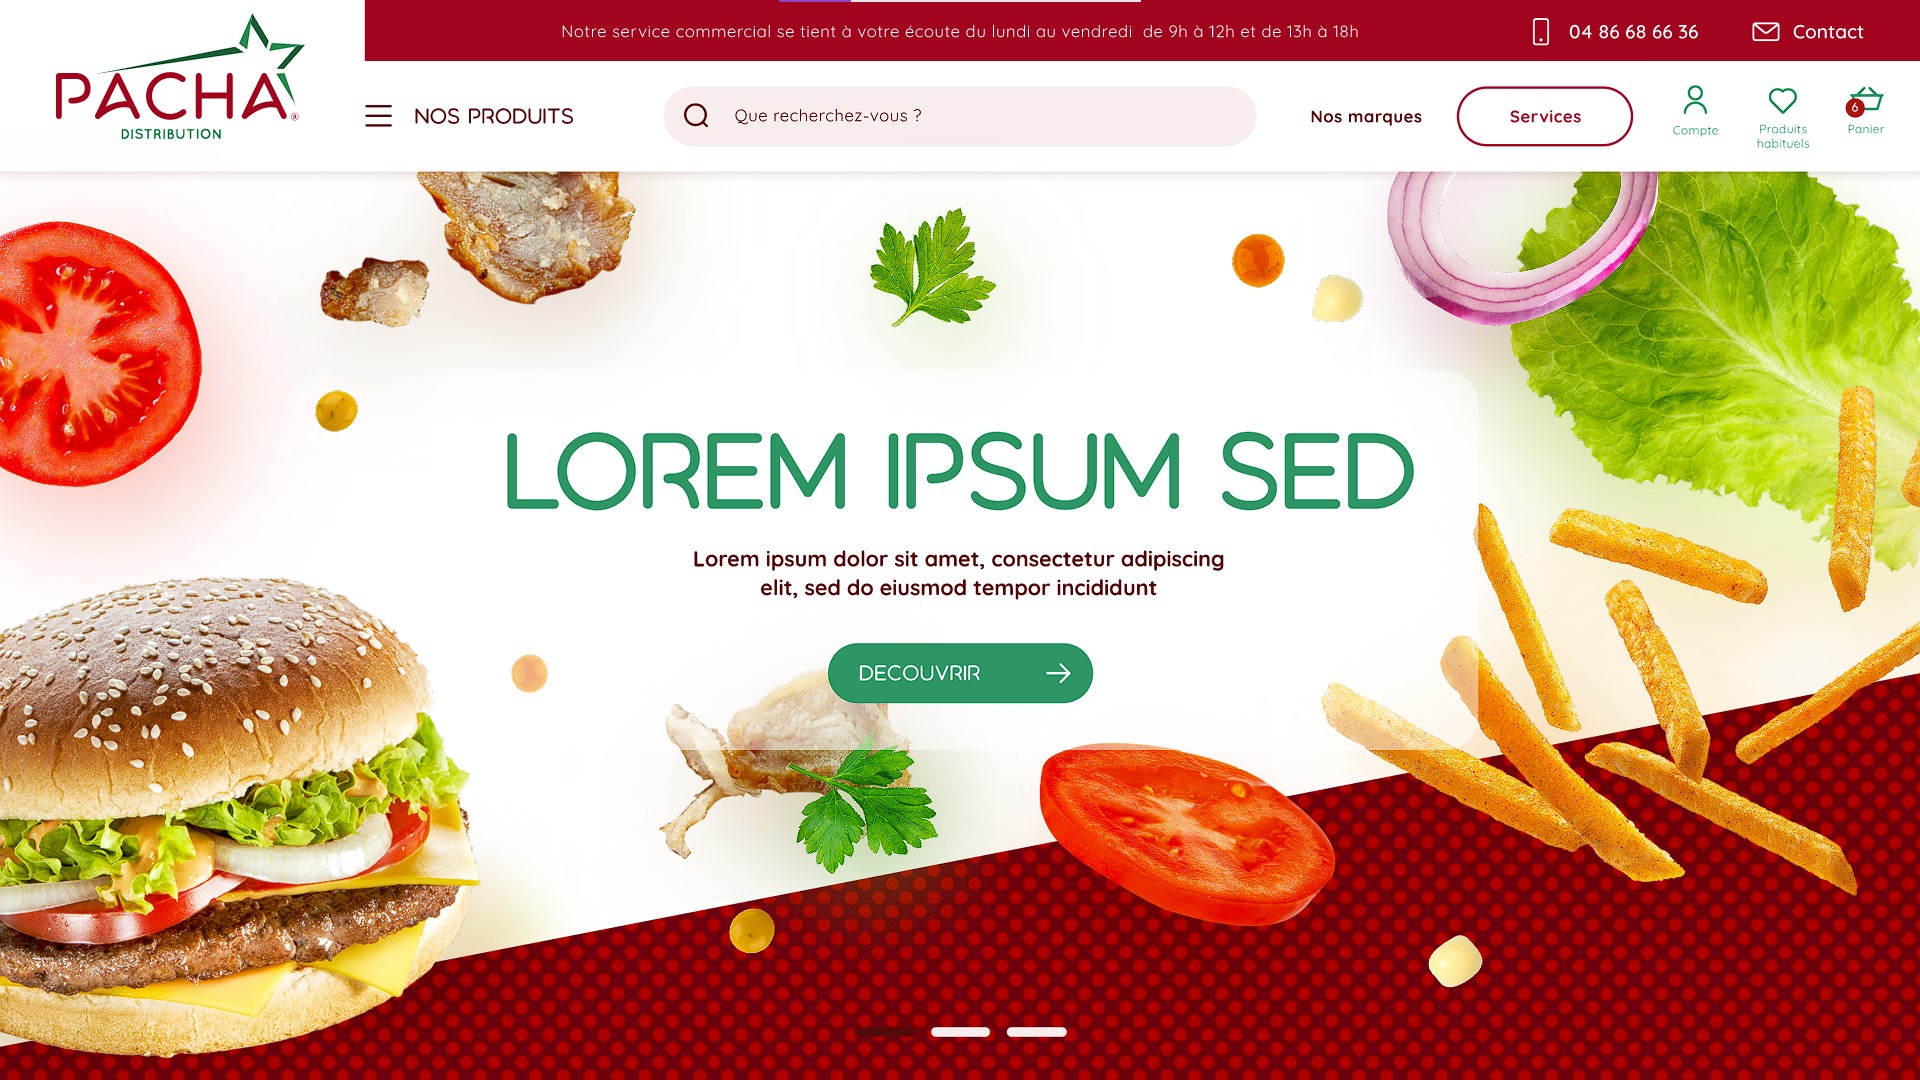 PACHA®
DISTRIBUTION
Notre service commercial se tient à votre écoute du lundi au vendredi  de 9h à 12h et de 13h à 18h
04 86 68 66 36
Contact
NOS PRODUITS
Que recherchez-vous ?
Nos marques
Services
Compte
Produits
habituels
6
Panier
LOREM IPSUM SED
Lorem ipsum dolor sit amet, consectetur adipiscing
elit, sed do eiusmod tempor incididunt
DECOUVRIR